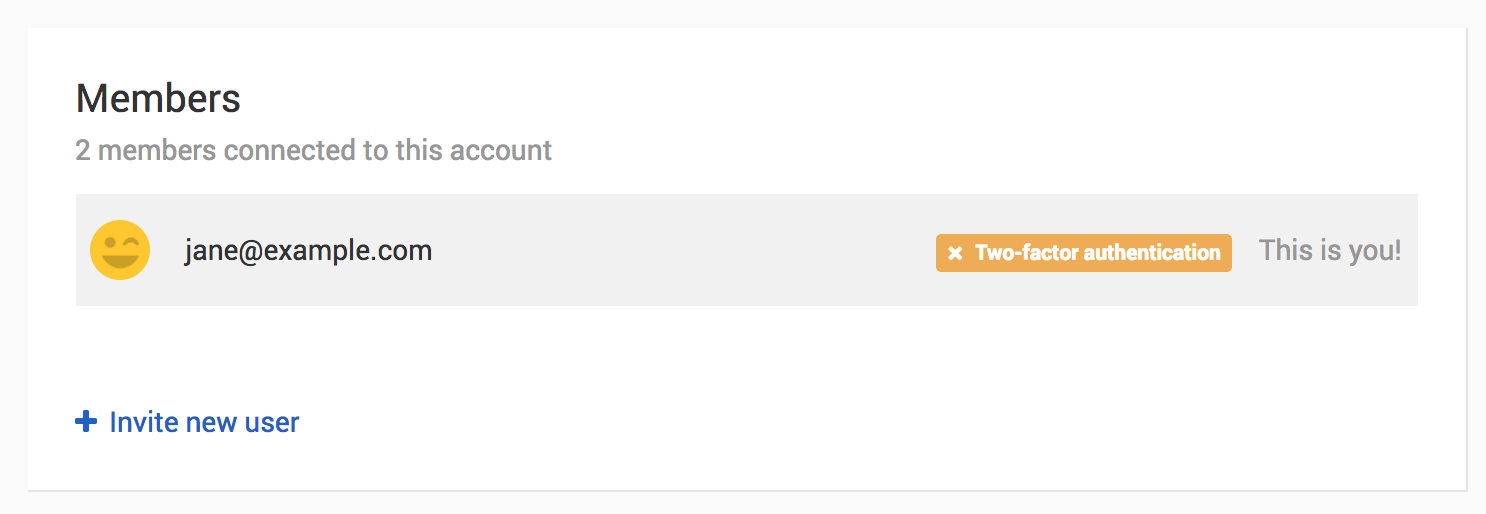 Members
2 members connected to this account
jane@example.com Two-factor authentication This is you!
Invite new user